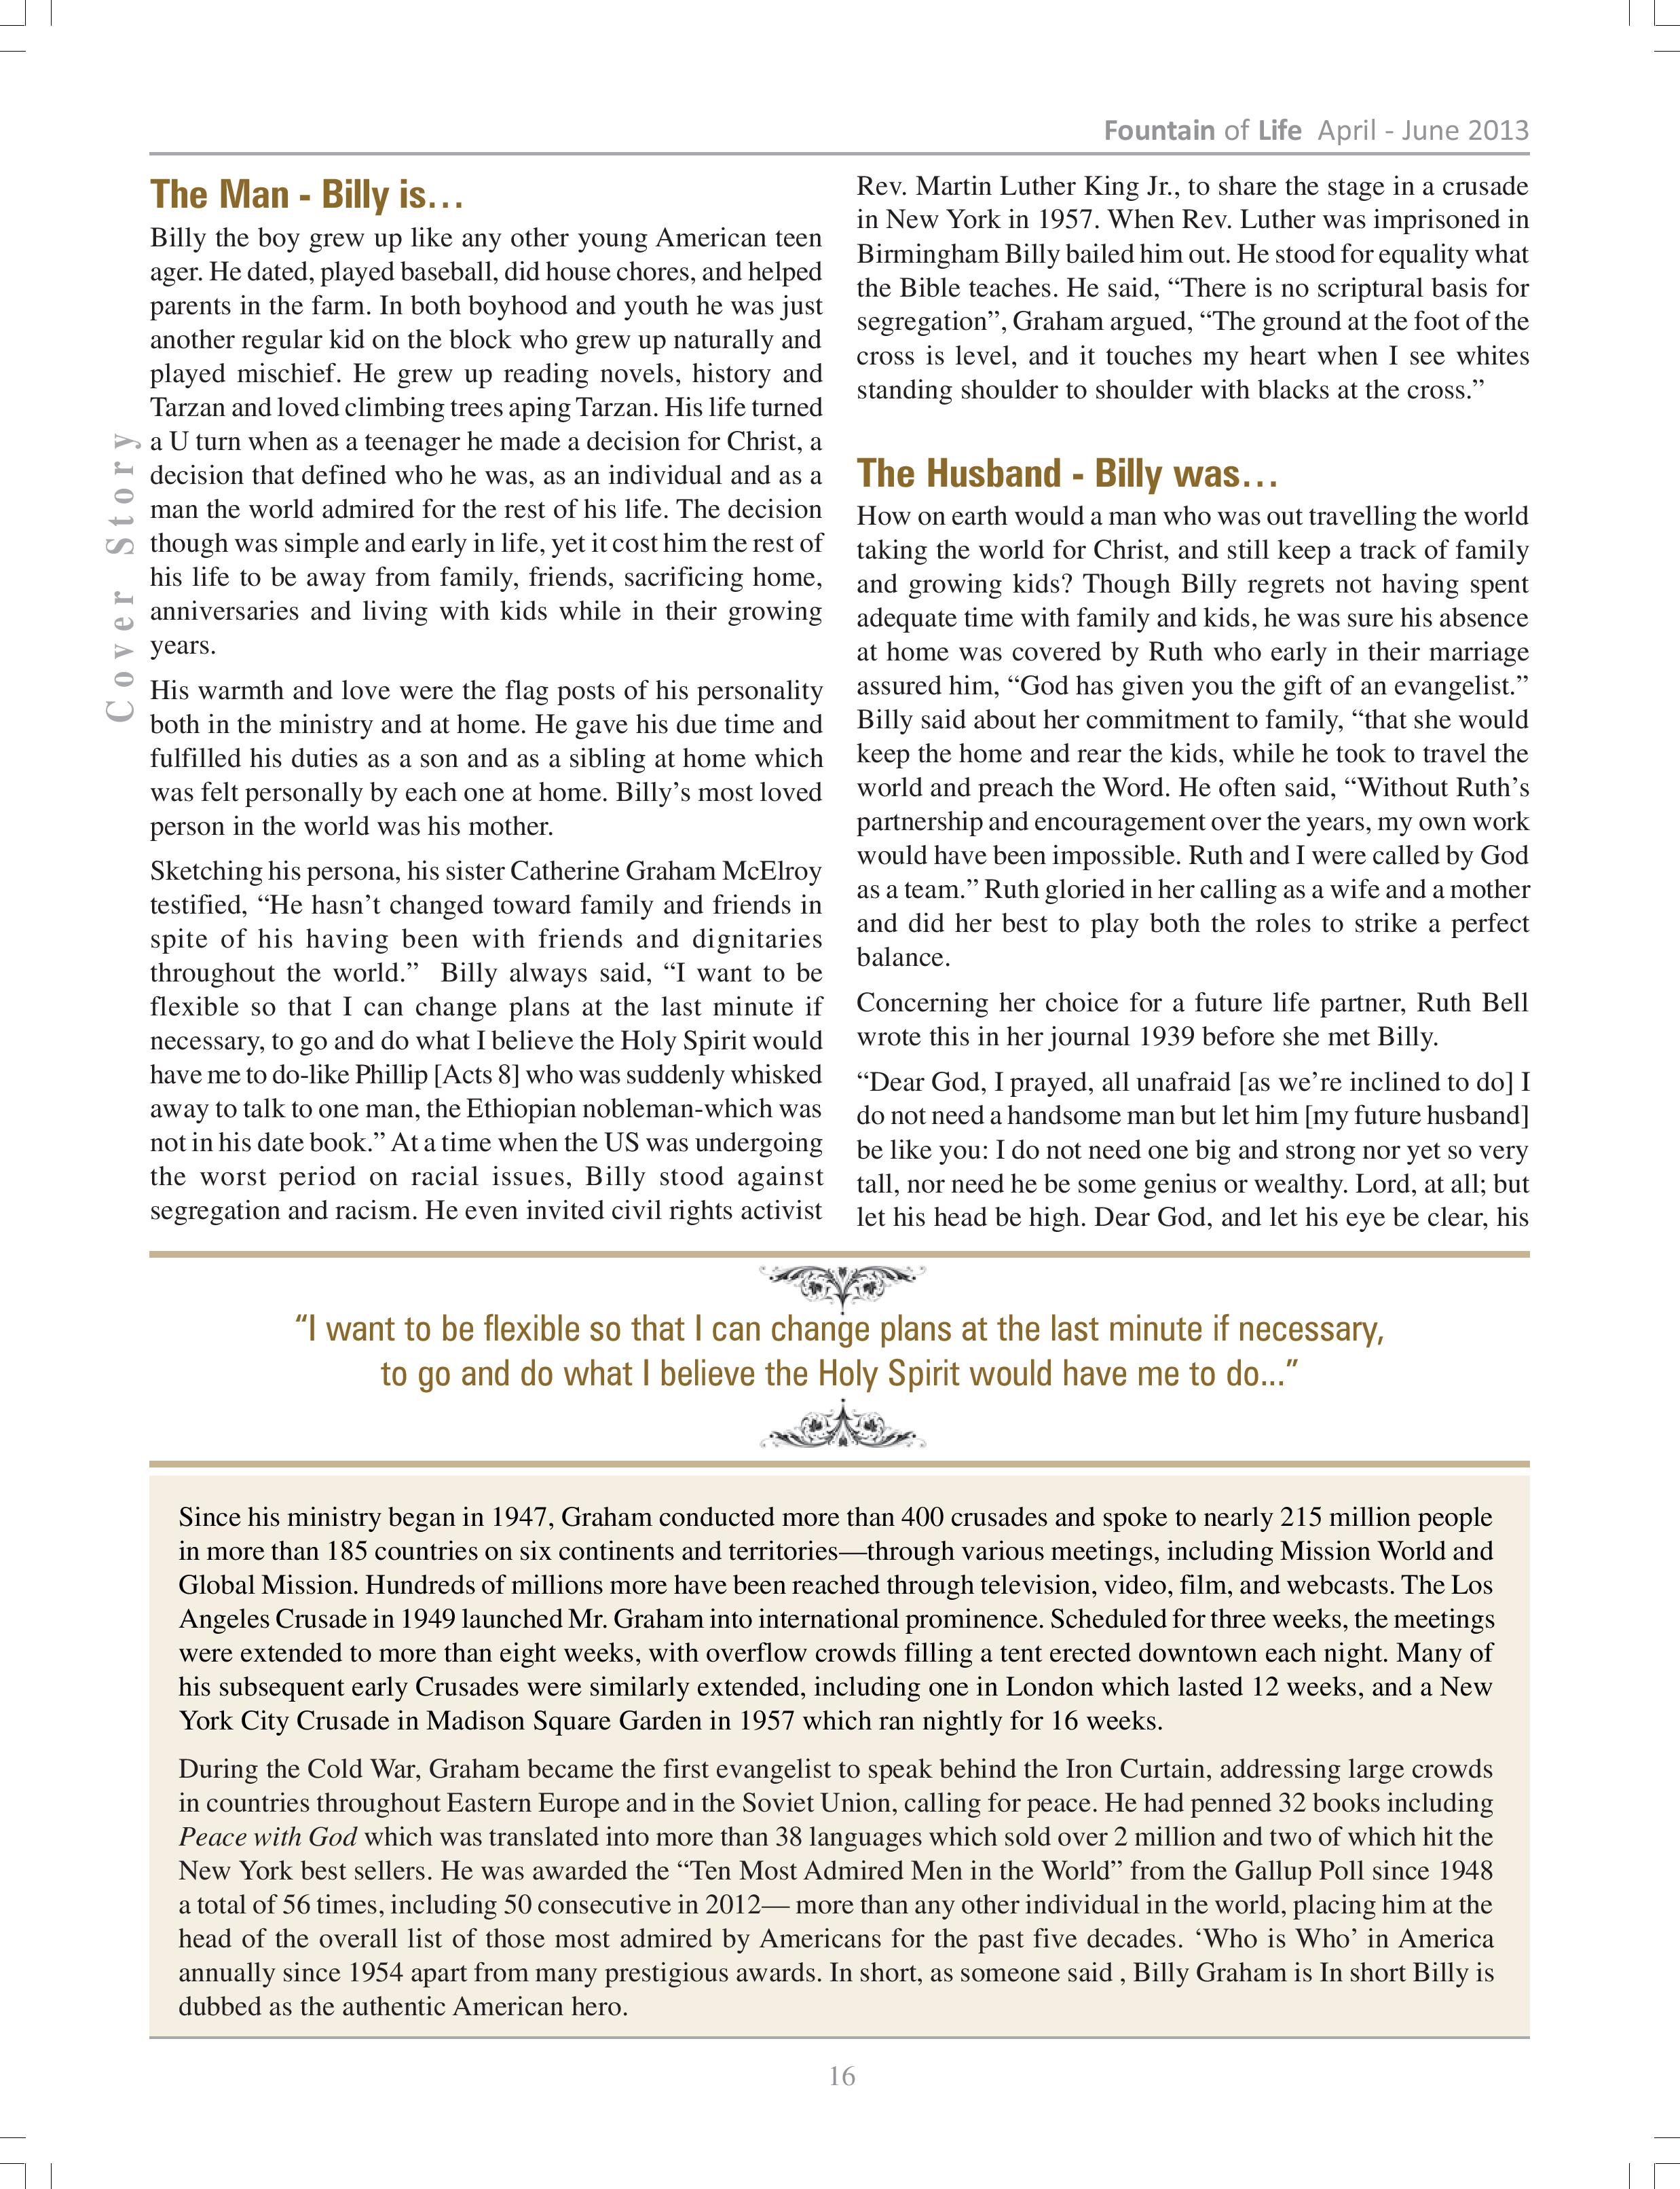 Fountain of Life April - June 2013
Cover Story
The Man - Billy is…
Billy the boy grew up like any other young American teen
ager. He dated, played baseball, did house chores, and helped
parents in the farm. In both boyhood and youth he was just
another regular kid on the block who grew up naturally and
played mischief. He grew up reading novels, history and
Tarzan and loved climbing trees aping Tarzan. His life turned
a U turn when as a teenager he made a decision for Christ, a
decision that defined who he was, as an individual and as a
man the world admired for the rest of his life. The decision
though was simple and early in life, yet it cost him the rest of
his life to be away from family, friends, sacrificing home,
anniversaries and living with kids while in their growing
years.
His warmth and love were the flag posts of his personality
both in the ministry and at home. He gave his due time and
fulfilled his duties as a son and as a sibling at home which
was felt personally by each one at home. Billy’s most loved
person in the world was his mother.
Sketching his persona, his sister Catherine Graham McElroy
testified, “He hasn’t changed toward family and friends in
spite of his having been with friends and dignitaries
throughout the world.” Billy always said, “I want to be
flexible so that I can change plans at the last minute if
necessary, to go and do what I believe the Holy Spirit would
have me to do-like Phillip [Acts 8] who was suddenly whisked
away to talk to one man, the Ethiopian nobleman-which was
not in his date book.” At a time when the US was undergoing
the worst period on racial issues, Billy stood against
segregation and racism. He even invited civil rights activist
Rev. Martin Luther King Jr., to share the stage in a crusade
in New York in 1957. When Rev. Luther was imprisoned in
Birmingham Billy bailed him out. He stood for equality what
the Bible teaches. He said, “There is no scriptural basis for
segregation”, Graham argued, “The ground at the foot of the
cross is level, and it touches my heart when I see whites
standing shoulder to shoulder with blacks at the cross.”
The Husband - Billy was…
How on earth would a man who was out travelling the world
taking the world for Christ, and still keep a track of family
and growing kids? Though Billy regrets not having spent
adequate time with family and kids, he was sure his absence
at home was covered by Ruth who early in their marriage
assured him, “God has given you the gift of an evangelist.”
Billy said about her commitment to family, “that she would
keep the home and rear the kids, while he took to travel the
world and preach the Word. He often said, “Without Ruth’s
partnership and encouragement over the years, my own work
would have been impossible. Ruth and I were called by God
as a team.” Ruth gloried in her calling as a wife and a mother
and did her best to play both the roles to strike a perfect
balance.
Concerning her choice for a future life partner, Ruth Bell
wrote this in her journal 1939 before she met Billy.
“Dear God, I prayed, all unafraid [as we’re inclined to do] I
do not need a handsome man but let him [my future husband]
be like you: I do not need one big and strong nor yet so very
tall, nor need he be some genius or wealthy. Lord, at all; but
let his head be high. Dear God, and let his eye be clear, his
“I want to be flexible so that I can change plans at the last minute if necessary,
to go and do what I believe the Holy Spirit would have me to do...”
Since his ministry began in 1947, Graham conducted more than 400 crusades and spoke to nearly 215 million people
in more than 185 countries on six continents and territories—through various meetings, including Mission World and
Global Mission. Hundreds of millions more have been reached through television, video, film, and webcasts. The Los
Angeles Crusade in 1949 launched Mr. Graham into international prominence. Scheduled for three weeks, the meetings
were extended to more than eight weeks, with overflow crowds filling a tent erected downtown each night. Many of
his subsequent early Crusades were similarly extended, including one in London which lasted 12 weeks, and a New
York City Crusade in Madison Square Garden in 1957 which ran nightly for 16 weeks.
During the Cold War, Graham became the first evangelist to speak behind the Iron Curtain, addressing large crowds
in countries throughout Eastern Europe and in the Soviet Union, calling for peace. He had penned 32 books including
Peace with God which was translated into more than 38 languages which sold over 2 million and two of which hit the
New York best sellers. He was awarded the “Ten Most Admired Men in the World” from the Gallup Poll since 1948
a total of 56 times, including 50 consecutive in 2012— more than any other individual in the world, placing him at the
head of the overall list of those most admired by Americans for the past five decades. ‘Who is Who’ in America
annually since 1954 apart from many prestigious awards. In short, as someone said , Billy Graham is In short Billy is
dubbed as the authentic American hero.
16